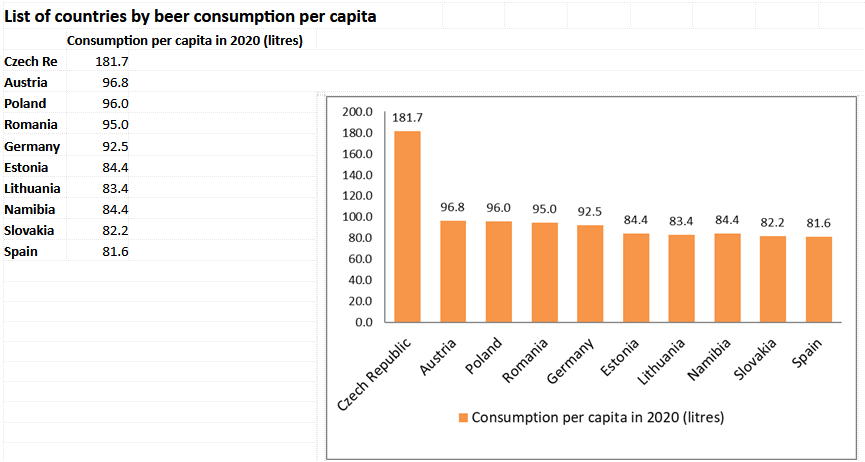 List of countries by beer consumption per capita
Consumption per capita in 2020 (litres)
Czech Re 181.7
Austria 96.8
Poland 96.0
Romania 95.0
Germany 92.5
Estonia 84.4
Lithuania 83.4
Namibia 84.4
Slovakia 82.2
Spain 81.6
200.0
180.0
160.0
140.0
120.0
100.0
80.0
60.0
40.0
20.0
0.0
181.7 96.8 96.0 95.0 92.5 84.4 83.4 84.4 82.2 81.6
Czech Republic Austria Poland Romania Germany Estonia Lithuania Namibia Slovakia Spain
Consumption per capita in 2020 (litres)